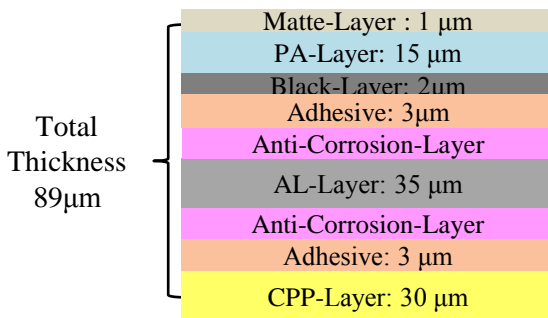 Matte-Layer : 1 μm
PA-Layer: 15 μm
Black-Layer: 2μm
Adhesive: 3μm
Anti-Corrosion-Layer
AL-Layer: 35 μm
Anti-Corrosion-Layer
Adhesive: 3 μm
CPP-Layer: 30 μm
Total
Thickness
89μm